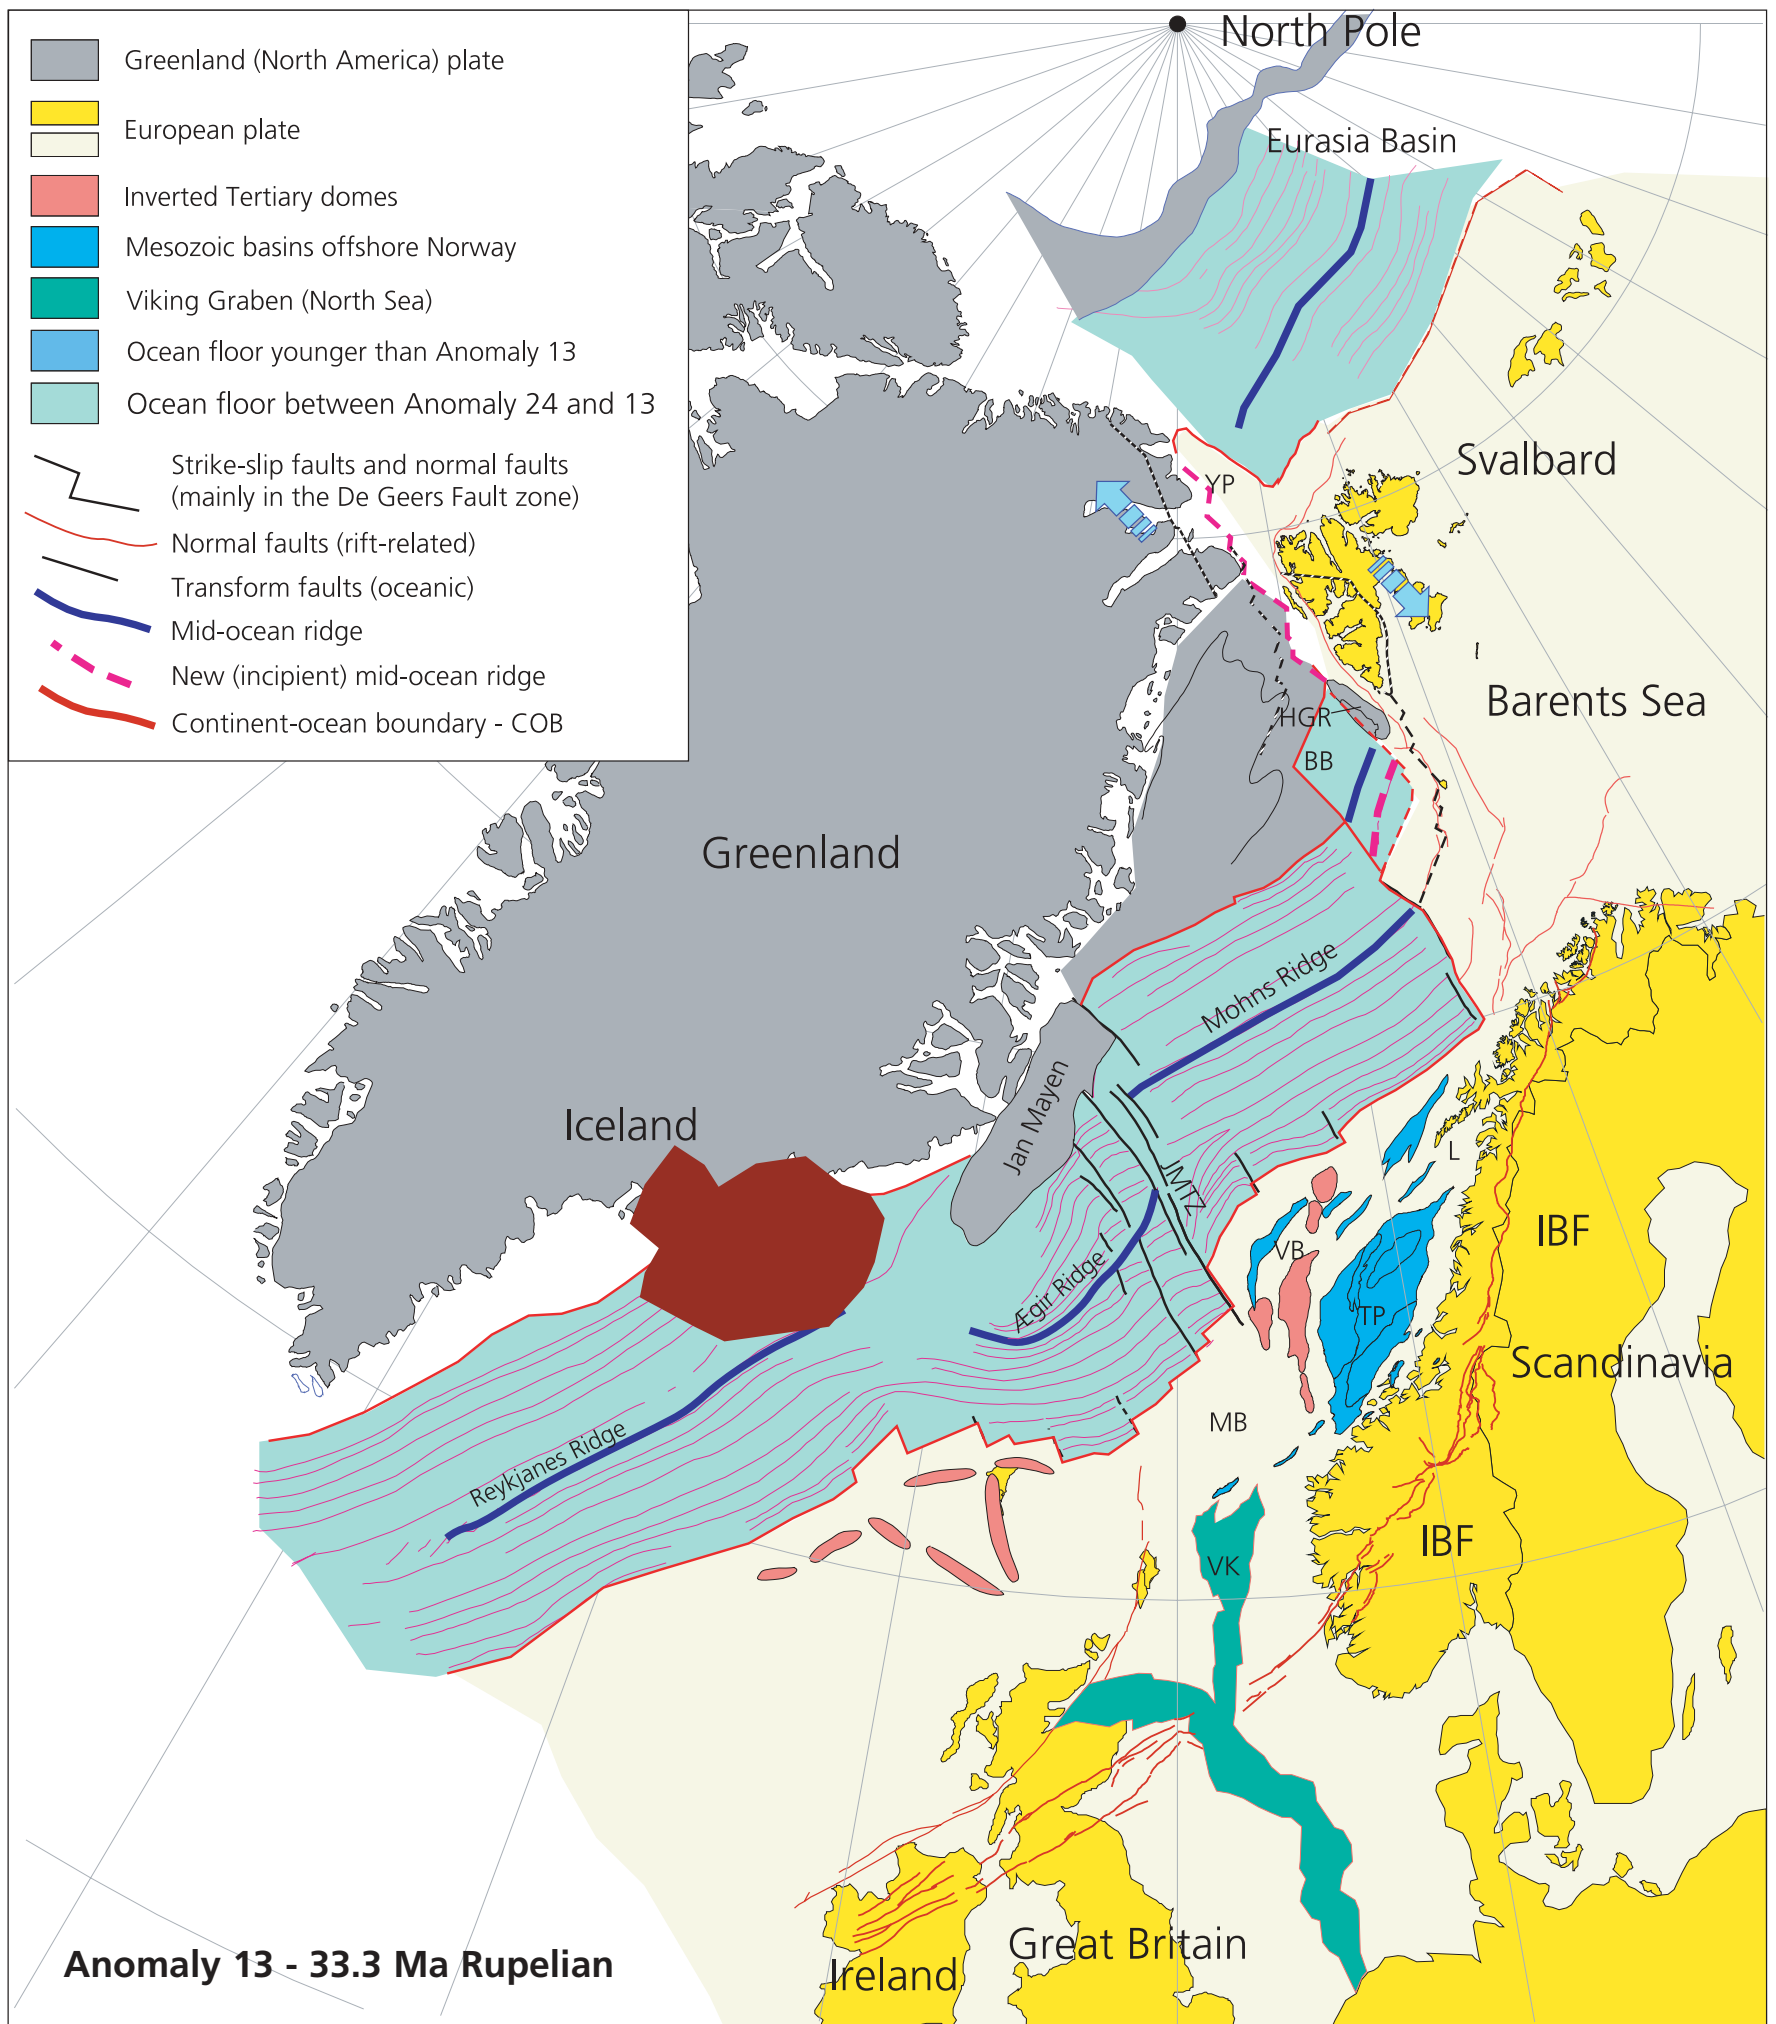 Greenland (North America) plate
European plate
Inverted Tertiary domes
Mesozoic basins offshore Norway
Viking Graben (North Sea)
Ocean floor younger than Anomaly 13
Ocean floor between Anomaly 24 and 13
Strike-slip faults and normal faults
(mainly in the De Geers Fault zone)
Normal faults (rift-related)
Transform faults (oceanic)
Mid-ocean ridge
New (incipient) mid-ocean ridge
Continent-ocean boundary - COB
North Pole
Eurasia Basin
Svalbard
YP
Barents Sea
HGR
BB
Greenland
Mohns Ridge
Iceland
Jan Mayen
JMTZ
L
IBF
VB
Ægir Ridge
TP
Scandinavia
MB
Reykjanes Ridge
IBF
VK
Great Britain
Ireland
Anomaly 13 - 33.3 Ma Rupelian